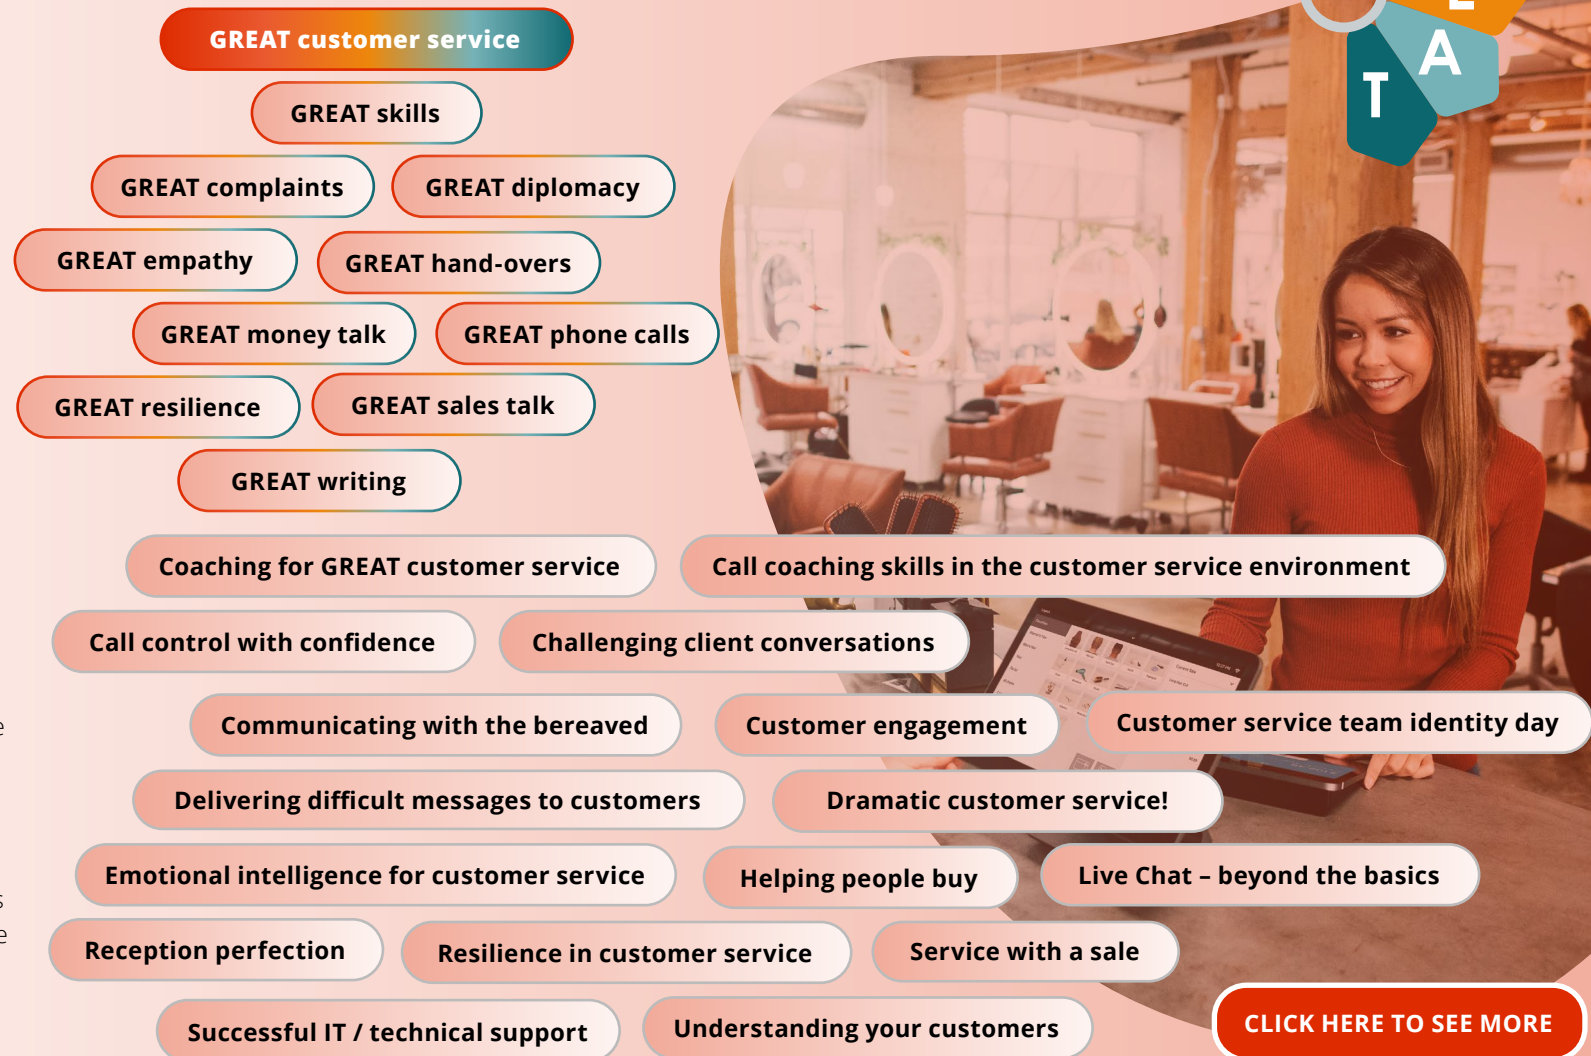 GREAT customer service
E
A
T
GREAT skills
GREAT complaints
GREAT diplomacy
GREAT empathy
GREAT hand-overs
GREAT money talk
GREAT phone calls
GREAT resilience
GREAT sales talk
GREAT writing
Coaching for GREAT customer service
Call coaching skills in the customer service environment
Call control with confidence
Challenging client conversations
Communicating with the bereaved
Customer engagement
Customer service team identity day
Delivering difficult messages to customers
Dramatic customer service!
Emotional intelligence for customer service
Helping people buy
Live Chat – beyond the basics
Reception perfection
Resilience in customer service
Service with a sale
Successful IT / technical support
Understanding your customers
CLICK HERE TO SEE MORE